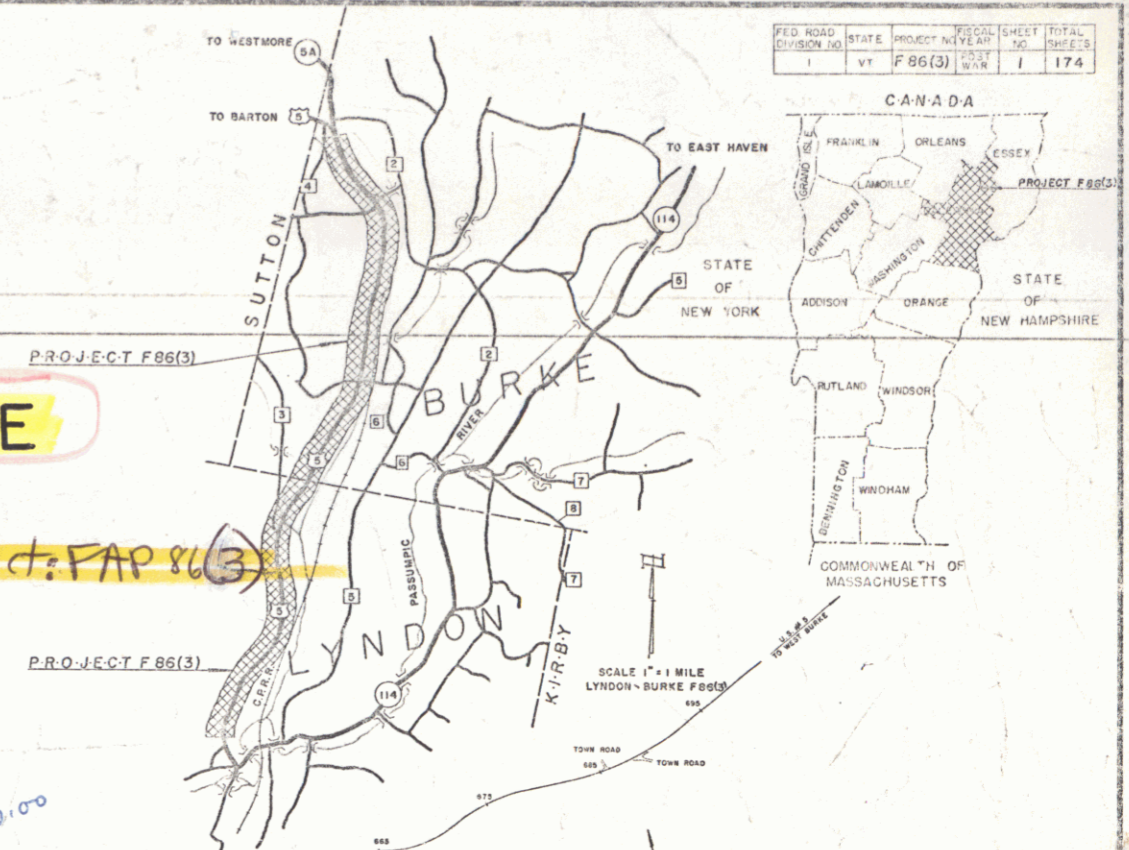 FED. ROAD DIVISION NO. STATE PROJECT NO. FISCAL YEAR SHEET NO. TOTAL SHEETS
1 VT F 86(3) POST WAR 1 174
TO WESTMORE 5A
TO BARTON 5
2
4
TO EAST HAVEN
114
SUTTON
5
STATE
OF
NEW YORK
P-R-O-J-E-C-T F 86(3)
2
BURKE
RIVER
3
6
E
5
6
7
8
7
t: FAP 86(3)
PASSUMPIC
5
5
LYNDON
P-R-O-J-E-C-T F 86(3)
C.P.R.R.
114
K-I-R-B-Y
C-A-N-A-D-A
GRAND ISLE
FRANKLIN
ORLEANS
ESSEX
LAMOILLE
PROJECT F86(3)
CHITTENDEN
WASHINGTON
ADDISON
ORANGE
STATE
OF
NEW HAMPSHIRE
RUTLAND
WINDSOR
BENNINGTON
WINDHAM
COMMONWEALTH OF
MASSACHUSETTS
SCALE 1" = 1 MILE
LYNDON - BURKE F86(3)
U.S. № 5
TO WEST BURKE
695
TOWN ROAD
685
TOWN ROAD
675
665